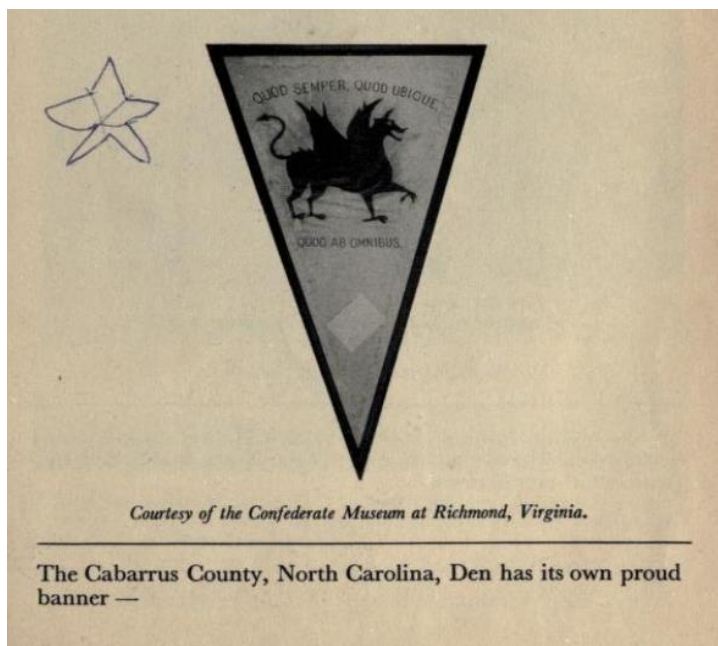 QUOD SEMPER, QUOD UBIQUE,
QUOD AB OMNIBUS.
Courtesy of the Confederate Museum at Richmond, Virginia.
The Cabarrus County, North Carolina, Den has its own proud
banner —